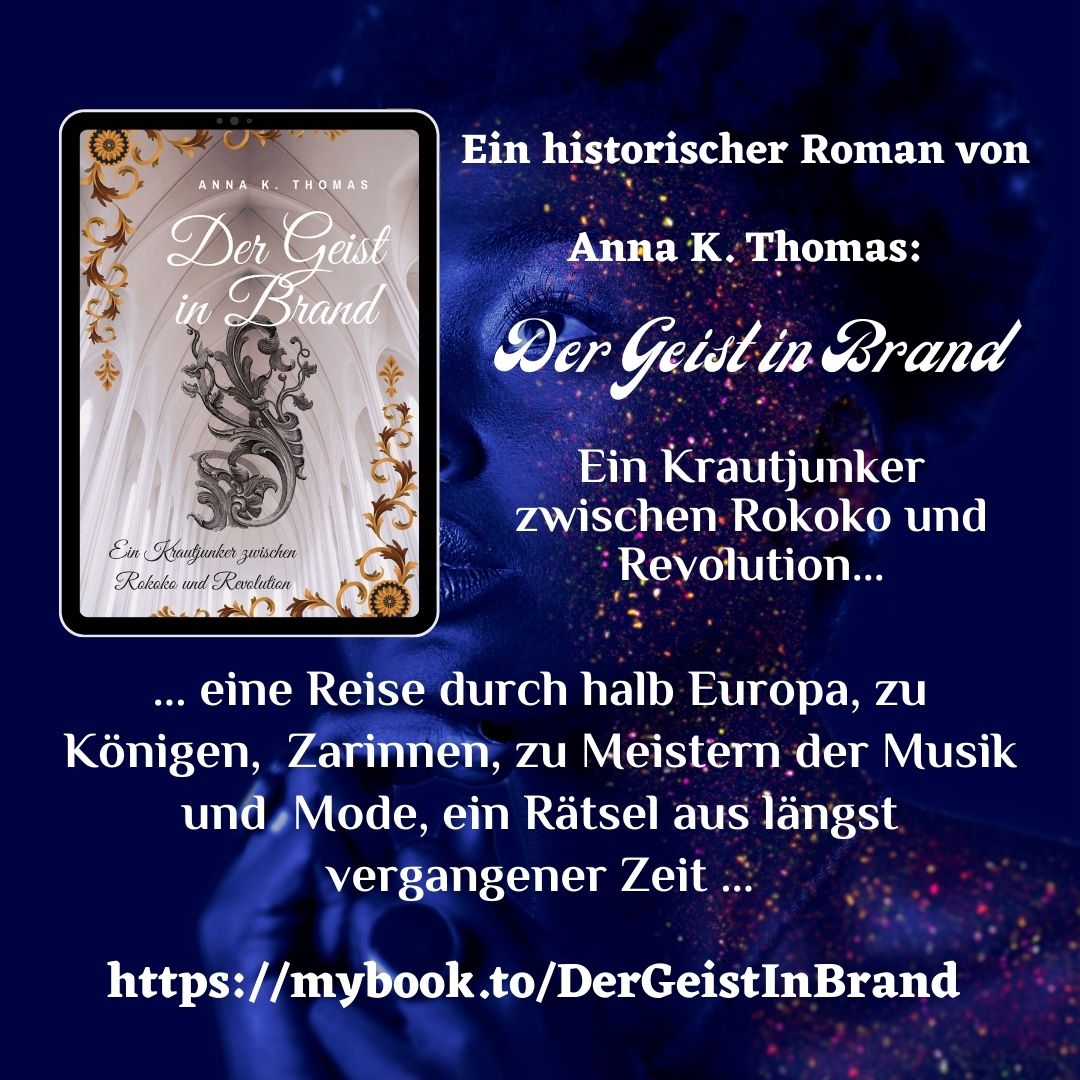 ANNA K. THOMAS
Der Geist
in Brand
Ein Krautjunker zwischen
Rokoko und Revolution
Ein historischer Roman von
Anna K. Thomas:
Der Geist in Brand
Ein Krautjunker
zwischen Rokoko und
Revolution...
... eine Reise durch halb Europa, zu
Königen, Zarinnen, zu Meistern der Musik
und Mode, ein Rätsel aus längst
vergangener Zeit ...
https://mybook.to/DerGeistInBrand